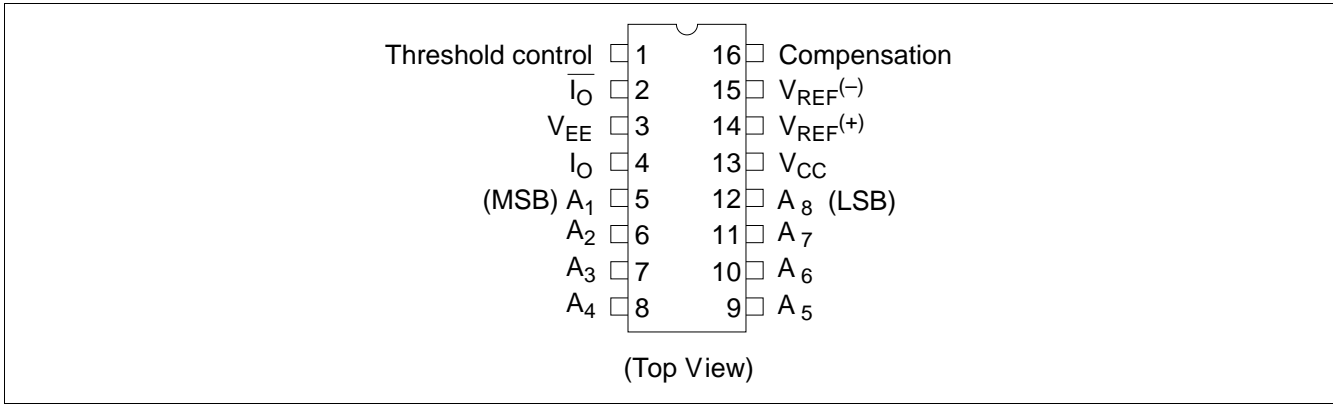 Threshold control 1 16 Compensation
I̅O̅ 2 15 VREF(–)
VEE 3 14 VREF(+)
IO 4 13 VCC
(MSB) A1 5 12 A8 (LSB)
A2 6 11 A7
A3 7 10 A6
A4 8 9 A5
(Top View)